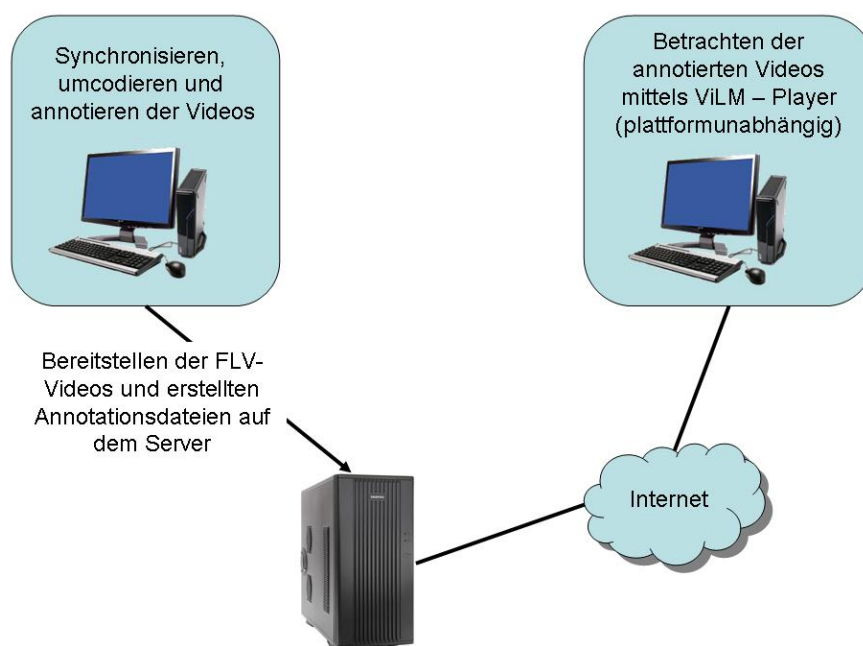 Synchronisieren,
umcodieren und
annotieren der Videos
Betrachten der
annotierten Videos
mittels ViLM – Player
(plattformunabhängig)
Bereitstellen der FLV-
Videos und erstellten
Annotationsdateien auf
dem Server
Internet